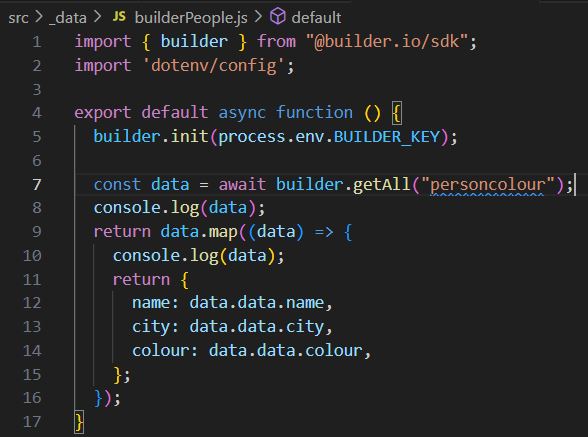 src > _data > JS builderPeople.js > default
1 import { builder } from "@builder.io/sdk";
2 import 'dotenv/config';
3
4 export default async function () {
5   builder.init(process.env.BUILDER_KEY);
6
7   const data = await builder.getAll("personcolour");
8   console.log(data);
9   return data.map((data) => {
10     console.log(data);
11     return {
12       name: data.data.name,
13       city: data.data.city,
14       colour: data.data.colour,
15     };
16   });
17 }